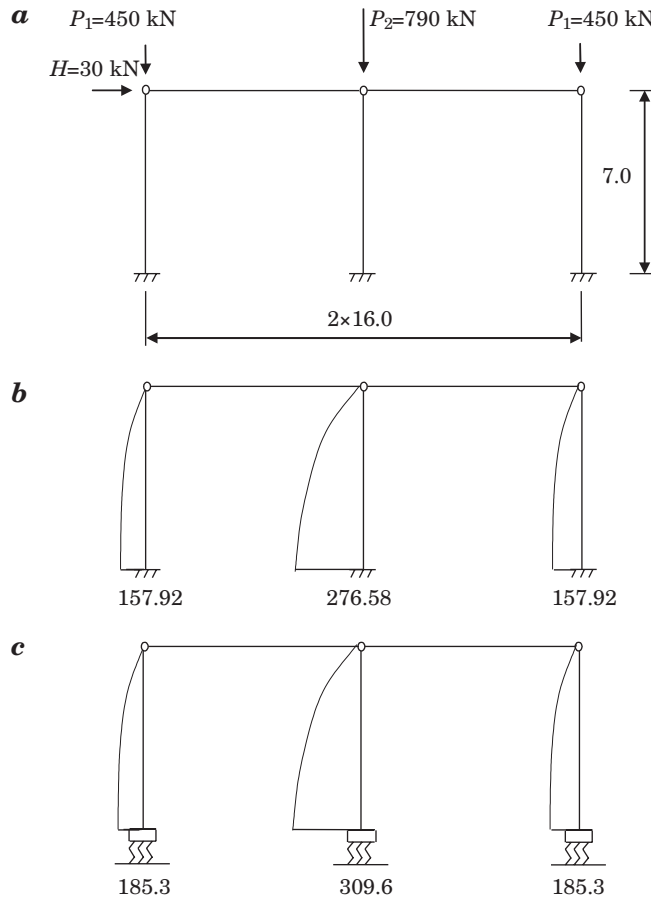 a
P₁=450 kN P₂=790 kN P₁=450 kN
H=30 kN
7.0
2×16.0
b
157.92 276.58 157.92
c
185.3 309.6 185.3